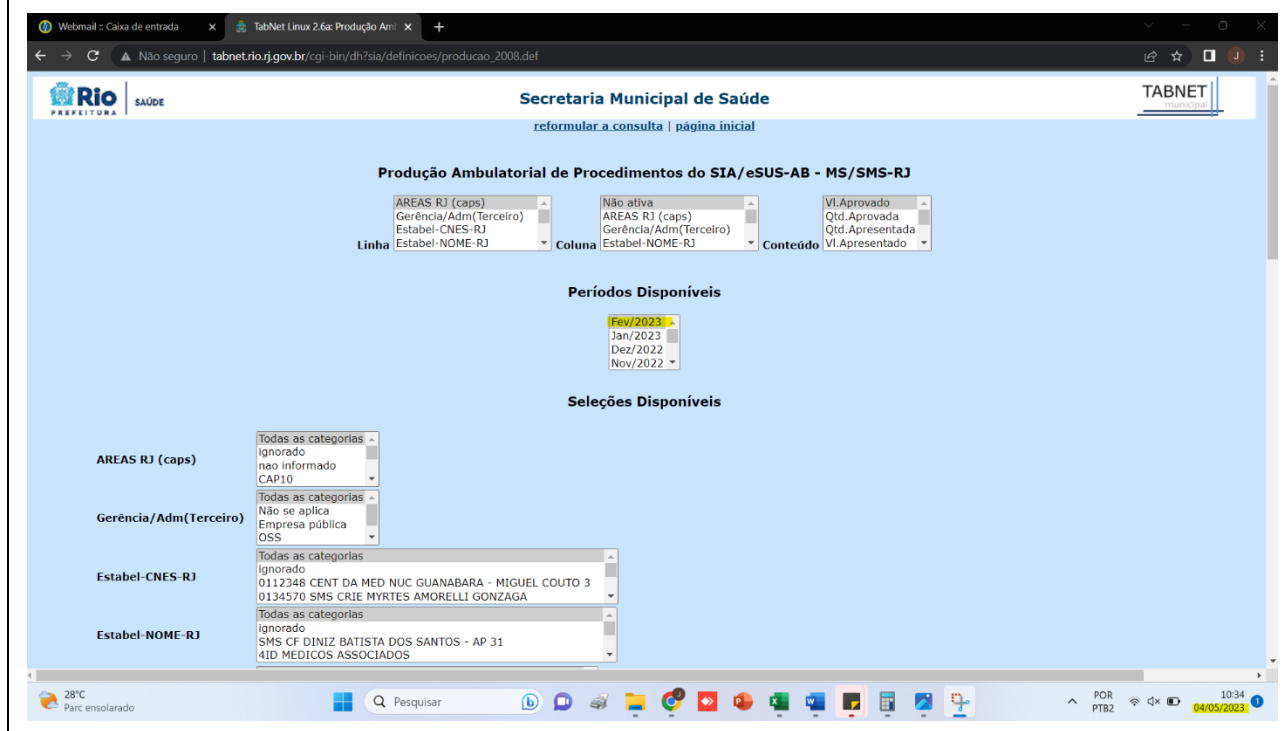 Webmail :: Caixa de entrada
TabNet Linux 2.6a: Produção Am
Não seguro | tabnet.rio.rj.gov.br/cgi-bin/dh?sia/definicoes/producao_2008.def
J
Rio
PREFEITURA
SAÚDE
Secretaria Municipal de Saúde
TABNET
municipal
reformular a consulta | página inicial
Produção Ambulatorial de Procedimentos do SIA/eSUS-AB - MS/SMS-RJ
Linha
AREAS RJ (caps)
Gerência/Adm(Terceiro)
Estabel-CNES-RJ
Estabel-NOME-RJ
Coluna
Não ativa
AREAS RJ (caps)
Gerência/Adm(Terceiro)
Estabel-NOME-RJ
Conteúdo
Vl.Aprovado
Qtd.Aprovada
Qtd.Apresentada
Vl.Apresentado
Períodos Disponíveis
Fev/2023
Jan/2023
Dez/2022
Nov/2022
Seleções Disponíveis
AREAS RJ (caps)
Todas as categorias
ignorado
nao informado
CAP10
Gerência/Adm(Terceiro)
Todas as categorias
Não se aplica
Empresa pública
OSS
Estabel-CNES-RJ
Todas as categorias
ignorado
0112348 CENT DA MED NUC GUANABARA - MIGUEL COUTO 3
0134570 SMS CRIE MYRTES AMORELLI GONZAGA
Estabel-NOME-RJ
Todas as categorias
ignorado
SMS CF DINIZ BATISTA DOS SANTOS - AP 31
4ID MEDICOS ASSOCIADOS
28°C
Parc ensolarado
Pesquisar
POR
PTB2
10:34
04/05/2023
1